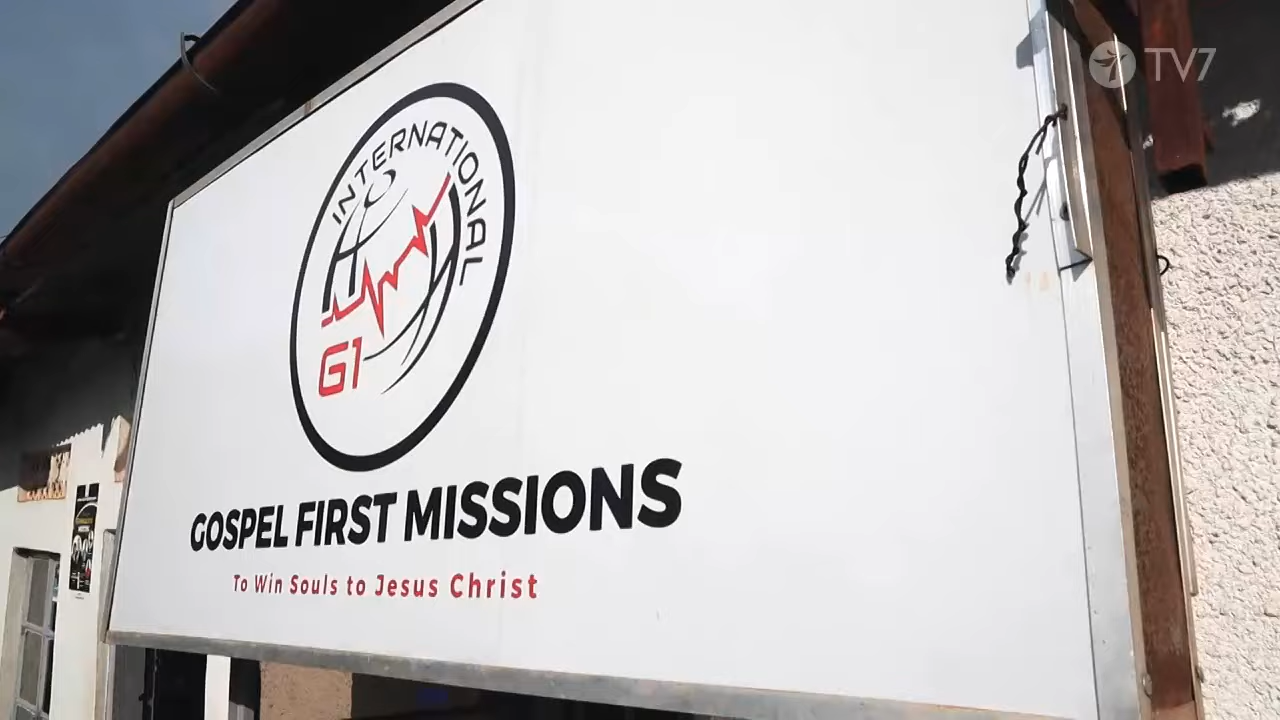 TV7
INTERNATIONAL
G1
GOSPEL FIRST MISSIONS
To Win Souls to Jesus Christ